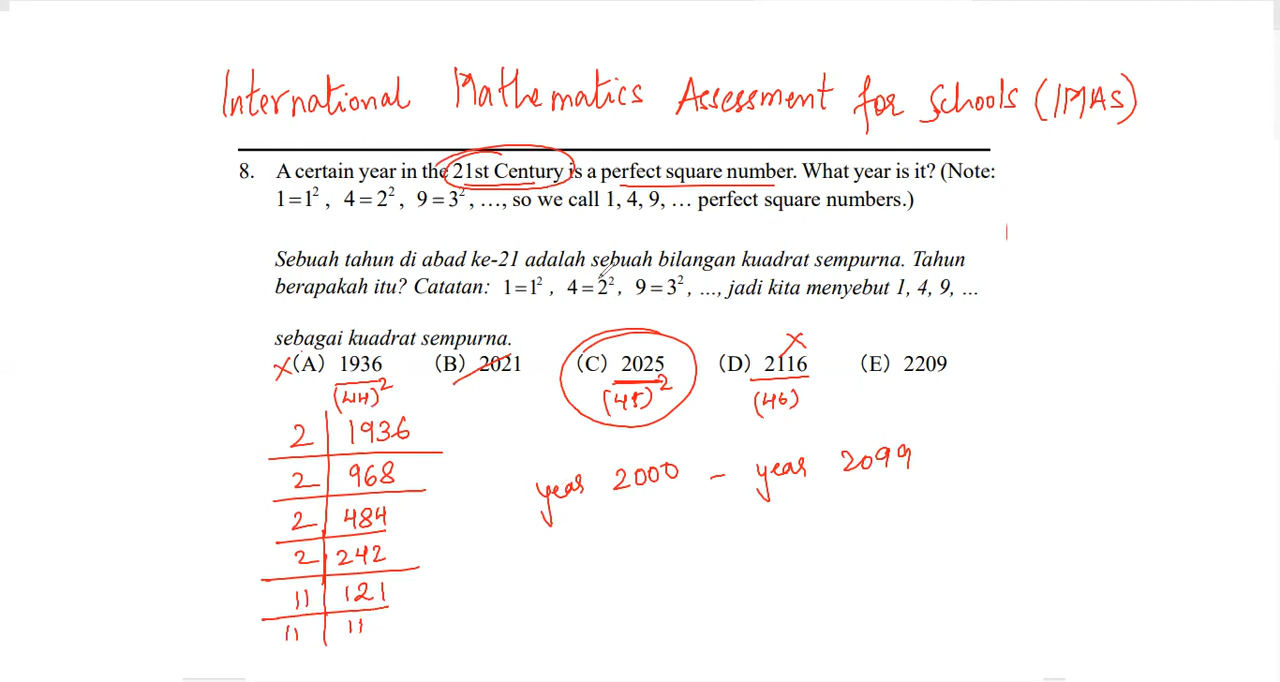 International Mathematics Assessment for Schools (IMAS)
8. A certain year in the 21st Century is a perfect square number. What year is it? (Note:
1=1², 4=2², 9=3², …, so we call 1, 4, 9, … perfect square numbers.)
Sebuah tahun di abad ke-21 adalah sebuah bilangan kuadrat sempurna. Tahun
berapakah itu? Catatan: 1=1², 4=2², 9=3², …, jadi kita menyebut 1, 4, 9, …
sebagai kuadrat sempurna.
x
x(A) 1936 (B) 2021 (C) 2025 (D) 2116 (E) 2209
(44)² (45)² (46)
2 | 1936
2 | 968
year 2000 - year 2099
2 | 484
2 | 242
11 | 121
11 | 11